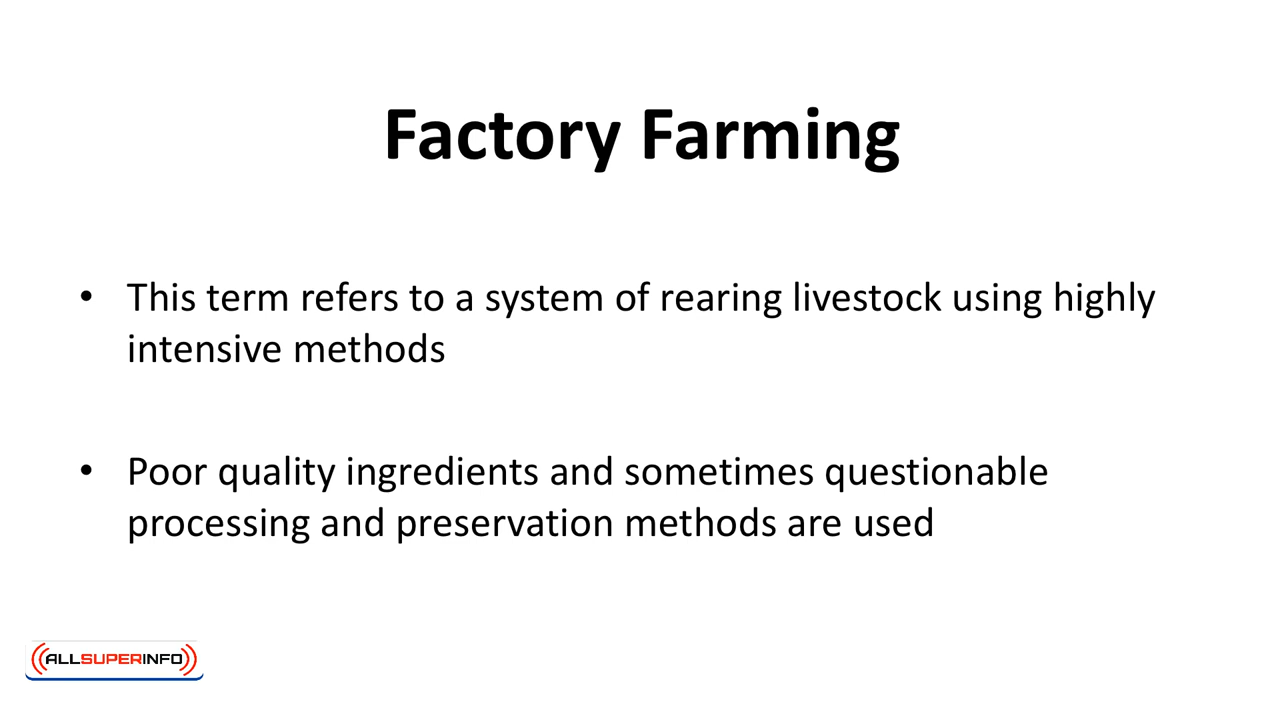 Factory Farming
• This term refers to a system of rearing livestock using highly
intensive methods
• Poor quality ingredients and sometimes questionable
processing and preservation methods are used
ALLSUPERINFO